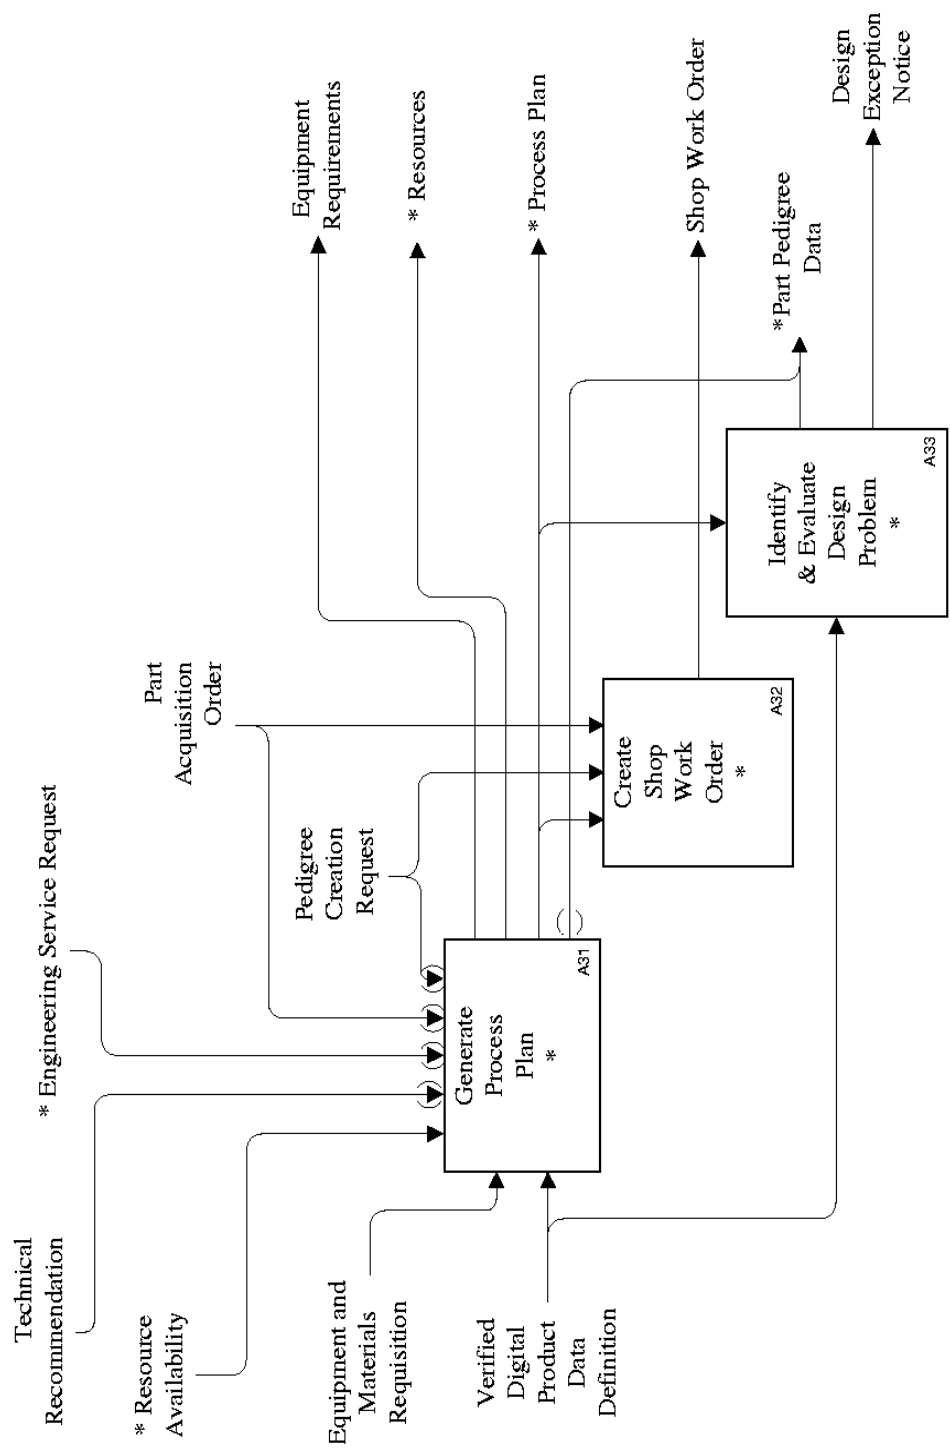 Technical
Recommendation
* Engineering Service Request
* Resource
Availability
Part
Acquisition
Order
Pedigree
Creation
Request
Equipment
Requirements
* Resources
* Process Plan
Shop Work Order
*Part Pedigree
Data
Design
Exception
Notice
Equipment and
Materials
Requisition
Verified
Digital
Product
Data
Definition
Generate
Process
Plan
*
A31
Create
Shop
Work
Order
*
A32
Identify
& Evaluate
Design
Problem
*
A33